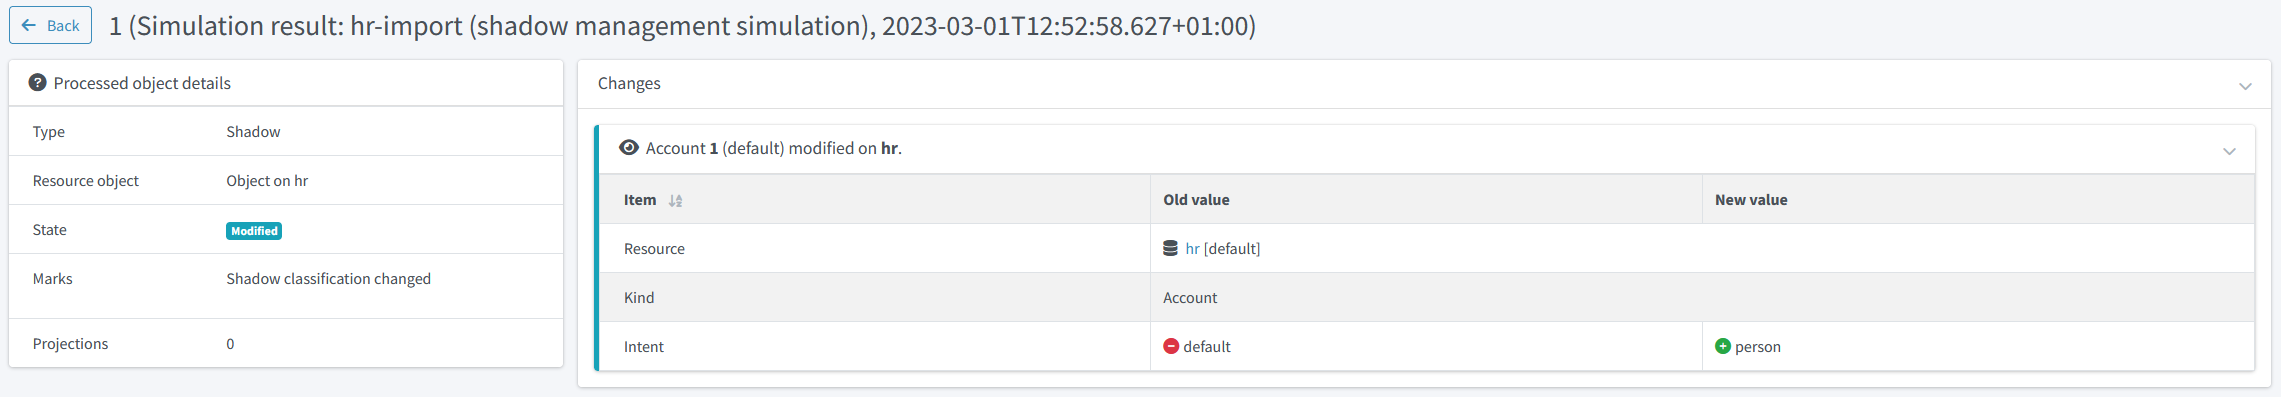 Back
1 (Simulation result: hr-import (shadow management simulation), 2023-03-01T12:52:58.627+01:00)
Processed object details
Type Shadow
Resource object Object on hr
State Modified
Marks Shadow classification changed
Projections 0
Changes
Account 1 (default) modified on hr.
Item Old value New value
Resource hr [default]
Kind Account
Intent default person